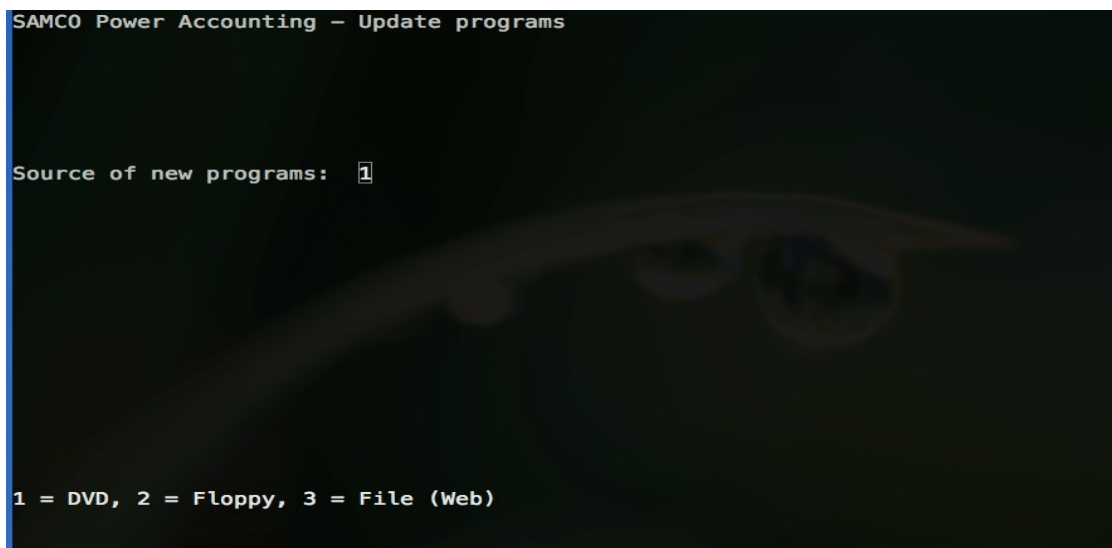 SAMCO Power Accounting – Update programs
Source of new programs: 1
1 = DVD, 2 = Floppy, 3 = File (Web)